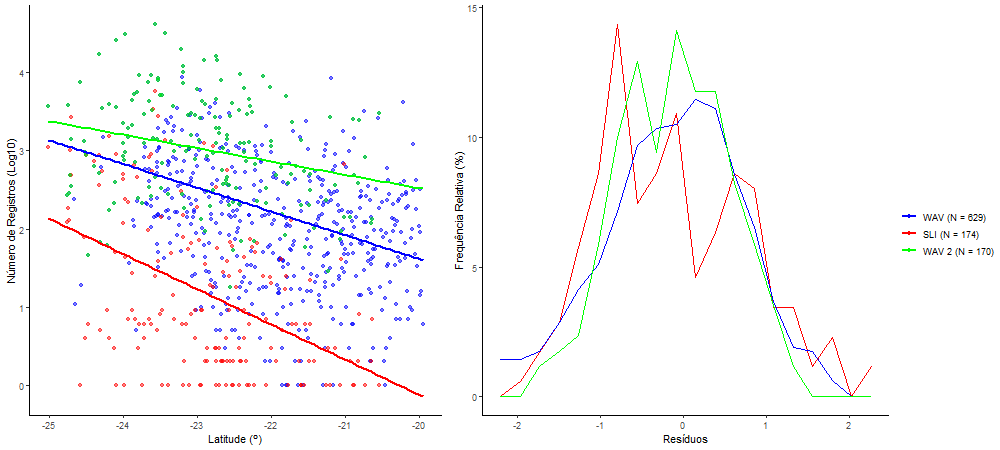 Número de Registros (Log10)
4
3
2
1
0
-25
-24
-23
-22
-21
-20
Latitude (º)
Frequência Relativa (%)
15
10
5
0
-2
-1
0
1
2
Resíduos
WAV (N = 629)
SLI (N = 174)
WAV 2 (N = 170)